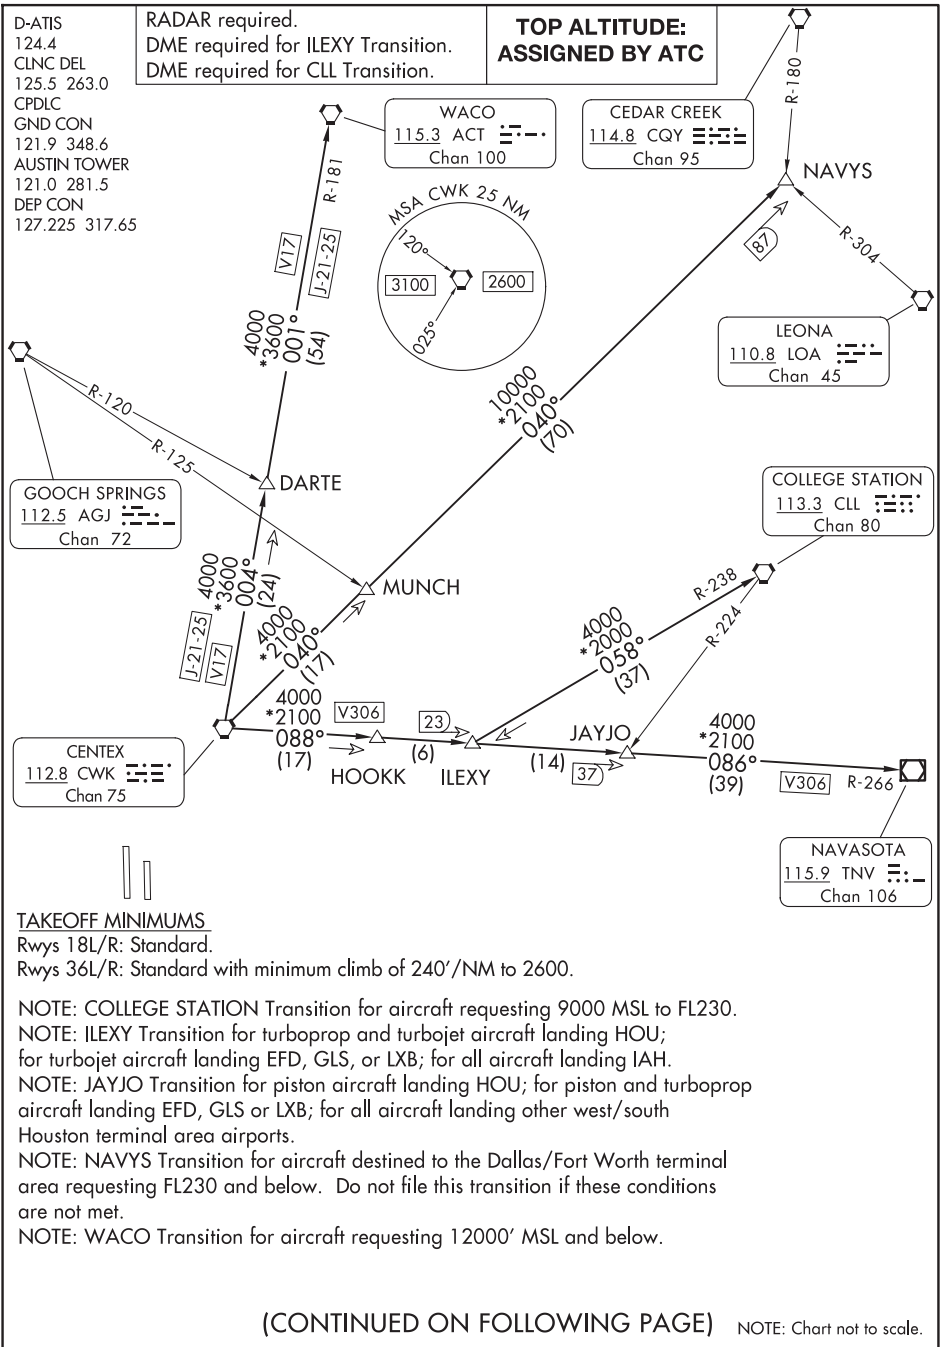 D-ATIS
124.4
CLNC DEL
125.5 263.0
CPDLC
GND CON
121.9 348.6
AUSTIN TOWER
121.0 281.5
DEP CON
127.225 317.65
RADAR required.
DME required for ILEXY Transition.
DME required for CLL Transition.
TOP ALTITUDE:
ASSIGNED BY ATC
WACO
115.3 ACT
Chan 100
CEDAR CREEK
114.8 CQY
Chan 95
R-180
NAVYS
R-181
V17
J-21-25
MSA CWK 25 NM
120°
3100
2600
025°
87
R-304
LEONA
110.8 LOA
Chan 45
4000
*3600
001°
(54)
10000
*2100
040°
(70)
R-120
R-125
DARTE
GOOCH SPRINGS
112.5 AGJ
Chan 72
COLLEGE STATION
113.3 CLL
Chan 80
4000
*3600
004°
(24)
J-21-25
V17
MUNCH
4000
*2100
040°
(17)
R-238
R-224
4000
*2000
058°
(37)
4000
*2100
088°
(17)
V306
HOOKK
(6)
23
ILEXY
JAYJO
(14)
37
4000
*2100
086°
(39)
V306
R-266
CENTEX
112.8 CWK
Chan 75
NAVASOTA
115.9 TNV
Chan 106
TAKEOFF MINIMUMS
Rwys 18L/R: Standard.
Rwys 36L/R: Standard with minimum climb of 240'/NM to 2600.
NOTE: COLLEGE STATION Transition for aircraft requesting 9000 MSL to FL230.
NOTE: ILEXY Transition for turboprop and turbojet aircraft landing HOU;
for turbojet aircraft landing EFD, GLS, or LXB; for all aircraft landing IAH.
NOTE: JAYJO Transition for piston aircraft landing HOU; for piston and turboprop
aircraft landing EFD, GLS or LXB; for all aircraft landing other west/south
Houston terminal area airports.
NOTE: NAVYS Transition for aircraft destined to the Dallas/Fort Worth terminal
area requesting FL230 and below. Do not file this transition if these conditions
are not met.
NOTE: WACO Transition for aircraft requesting 12000' MSL and below.
(CONTINUED ON FOLLOWING PAGE)
NOTE: Chart not to scale.